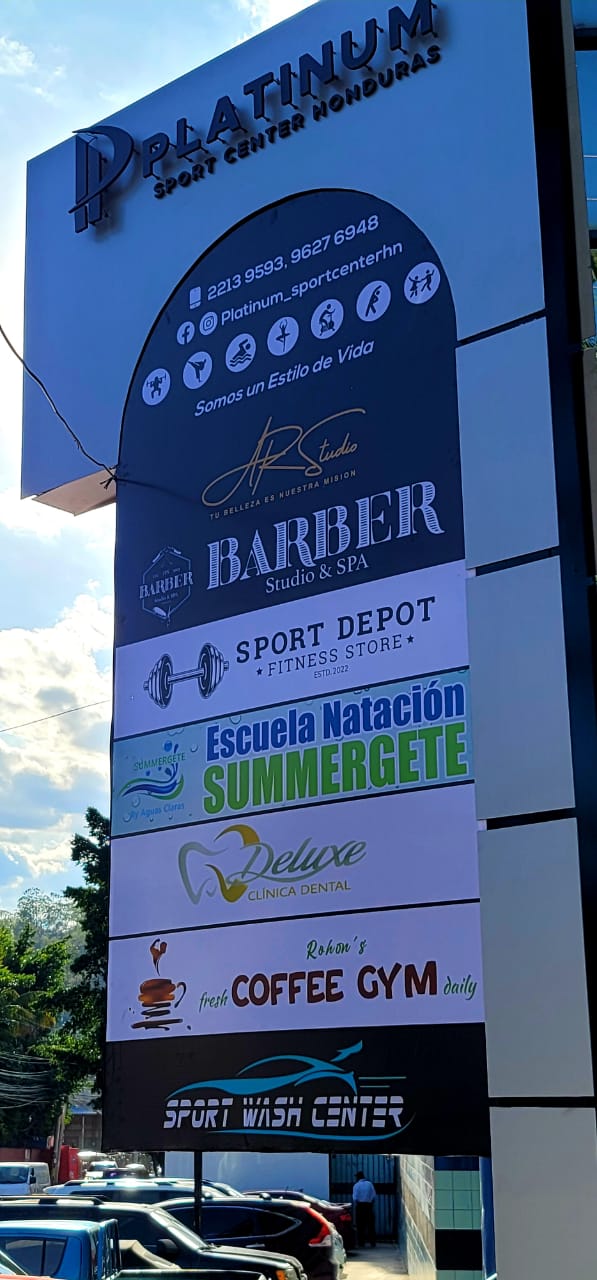 PLATINUM
SPORT CENTER HONDURAS
2213 9593, 9627 6948
Platinum_sportcenterhn
Somos un Estilo de Vida
AR Studio
TU BELLEZA ES NUESTRA MISION
BARBER
Studio & SPA
BARBER
Studio & SPA
SPORT DEPOT
FITNESS STORE
ESTD. 2022
Escuela Natación
SUMMERGETE
SUMMERGETE
By Aguas Claras
Deluxe
CLÍNICA DENTAL
Rohon's
fresh COFFEE GYM daily
SPORT WASH CENTER